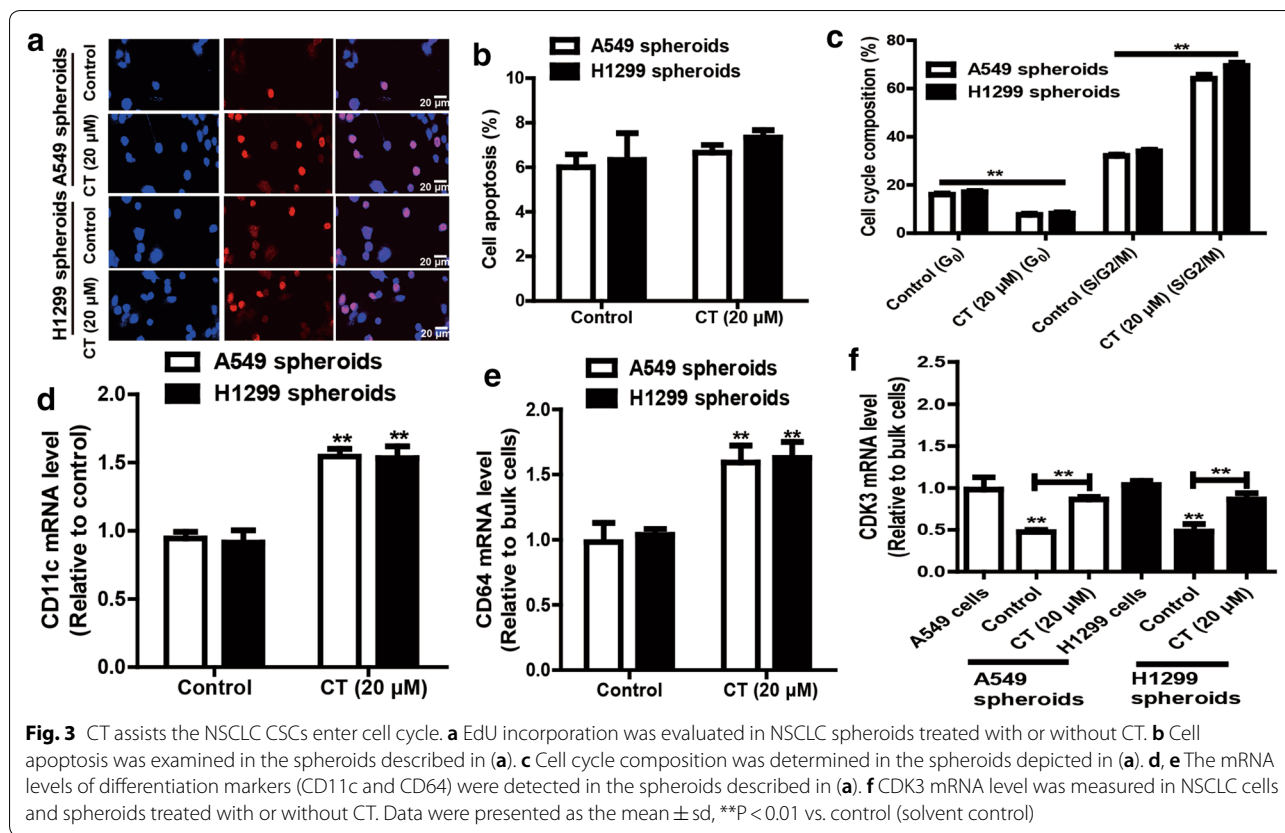 a
A549 spheroids
Control
CT (20 μM)
H1299 spheroids
Control
CT (20 μM)
20 μM
20 μM
20 μM
20 μM
b
A549 spheroids
H1299 spheroids
Cell apoptosis (%)
10
8
6
4
2
0
Control
CT (20 μM)
c
Cell cycle composition (%)
80
60
40
20
0
A549 spheroids
H1299 spheroids
**
**
Control (G₀)
CT (20 μM) (G₀)
Control (S/G2/M)
CT (20 μM) (S/G2/M)
d
A549 spheroids
H1299 spheroids
CD11c mRNA level
(Relative to control)
2.0
1.5
1.0
0.5
0.0
**
**
Control
CT (20 μM)
e
A549 spheroids
H1299 spheroids
CD64 mRNA level
(Relative to bulk cells)
2.0
1.5
1.0
0.5
0.0
**
**
Control
CT (20 μM)
f
CDK3 mRNA level
(Relative to bulk cells)
2.5
2.0
1.5
1.0
0.5
0.0
**
**
**
**
A549 cells
Control
CT (20 μM)
H1299 cells
Control
CT (20 μM)
A549
spheroids
H1299
spheroids
Fig. 3 CT assists the NSCLC CSCs enter cell cycle. a EdU incorporation was evaluated in NSCLC spheroids treated with or without CT. b Cell
apoptosis was examined in the spheroids described in (a). c Cell cycle composition was determined in the spheroids depicted in (a). d, e The mRNA
levels of differentiation markers (CD11c and CD64) were detected in the spheroids described in (a). f CDK3 mRNA level was measured in NSCLC cells
and spheroids treated with or without CT. Data were presented as the mean ± sd, **P < 0.01 vs. control (solvent control)